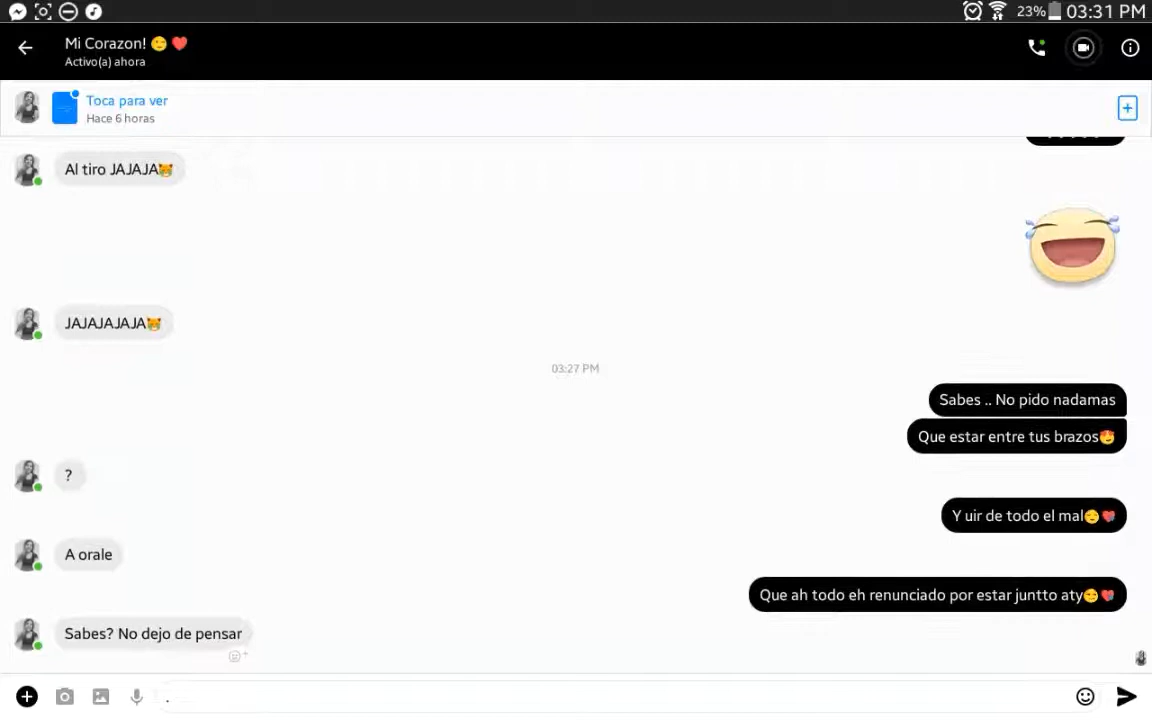 23% 03:31 PM
Mi Corazon! 😏❤
Activo(a) ahora
Toca para ver
Hace 6 horas
Al tiro JAJAJA😹
JAJAJAJAJA😹
03:27 PM
Sabes .. No pido nadamas
Que estar entre tus brazos😍
?
Y uir de todo el mal😌💓
A orale
Que ah todo eh renunciado por estar juntto aty😌💓
Sabes? No dejo de pensar
.